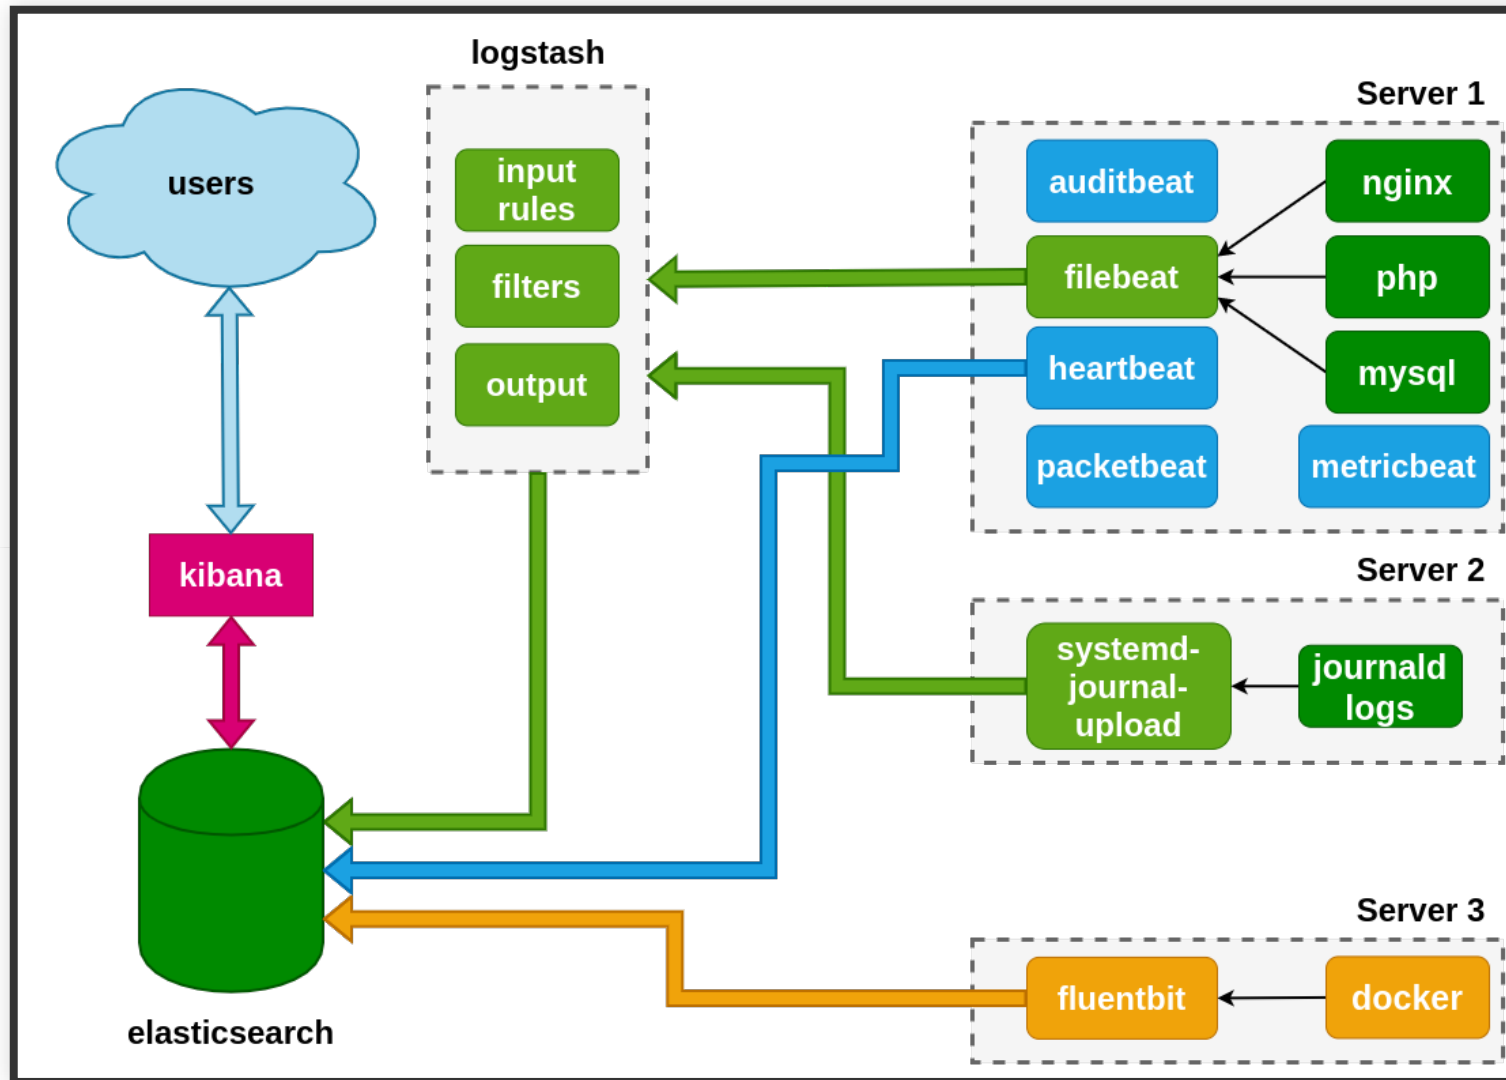 logstash
input
rules
filters
output
users
kibana
elasticsearch
Server 1
auditbeat
nginx
filebeat
php
heartbeat
mysql
packetbeat
metricbeat
Server 2
systemd-
journal-
upload
journald
logs
Server 3
fluentbit
docker